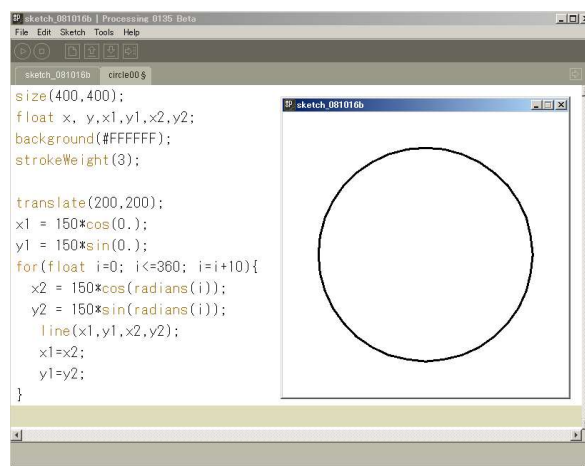 sketch_081016b | Processing 0135 Beta
File Edit Sketch Tools Help
sketch_081016b circle00 §
size(400,400);
float x, y,x1,y1,x2,y2;
background(#FFFFFF);
strokeWeight(3);
translate(200,200);
x1 = 150*cos(0.);
y1 = 150*sin(0.);
for(float i=0; i<=360; i=i+10){
x2 = 150*cos(radians(i));
y2 = 150*sin(radians(i));
line(x1,y1,x2,y2);
x1=x2;
y1=y2;
}
sketch_081016b